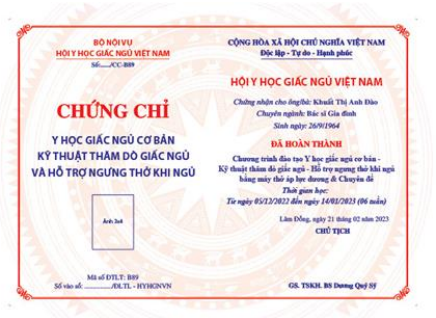 BỘ NỘI VỤ
HỘI Y HỌC GIẤC NGỦ VIỆT NAM
Số:...../CC-B89
CHỨNG CHỈ
Y HỌC GIẤC NGỦ CƠ BẢN
KỸ THUẬT THĂM DÒ GIẤC NGỦ
VÀ HỖ TRỢ NGƯNG THỞ KHI NGỦ
Ảnh 3x4
Mã số ĐTLT: B89
Số vào sổ: ............/ĐLTL - HYHGNVN
CỘNG HÒA XÃ HỘI CHỦ NGHĨA VIỆT NAM
Độc lập - Tự do - Hạnh phúc
HỘI Y HỌC GIẤC NGỦ VIỆT NAM
Chứng nhận cho ông/bà: Khuất Thị Anh Đào
Chuyên ngành: Bác sĩ Gia đình
Sinh ngày: 26/9/1964
ĐÃ HOÀN THÀNH
Chương trình đào tạo Y học giấc ngủ cơ bản -
Kỹ thuật thăm dò giấc ngủ - Hỗ trợ ngưng thở khi ngủ
bằng máy thở áp lực dương & Chuyên đề
Thời gian học:
Từ ngày 05/12/2022 đến ngày 14/01/2023 (06 tuần)
Lâm Đồng, ngày 21 tháng 02 năm 2023
CHỦ TỊCH
GS. TSKH. BS Dương Quý Sỹ